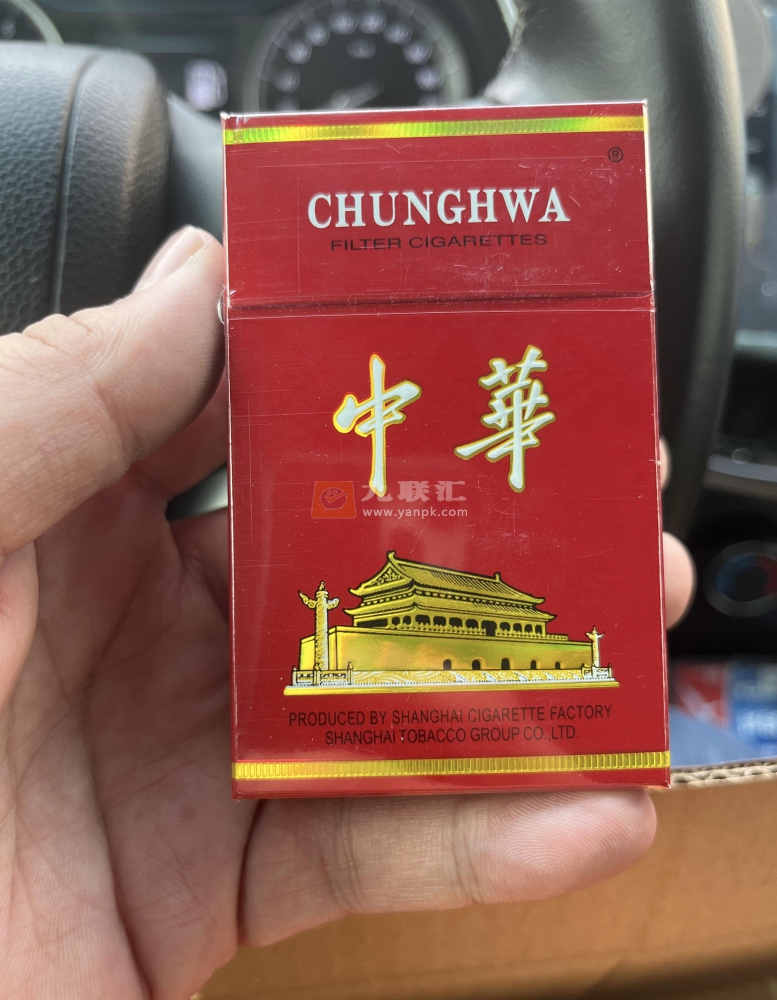 ®
CHUNGHWA
FILTER CIGARETTES
中華
九联汇
www.yanpk.com
PRODUCED BY SHANGHAI CIGARETTE FACTORY
SHANGHAI TOBACCO GROUP CO.,LTD.